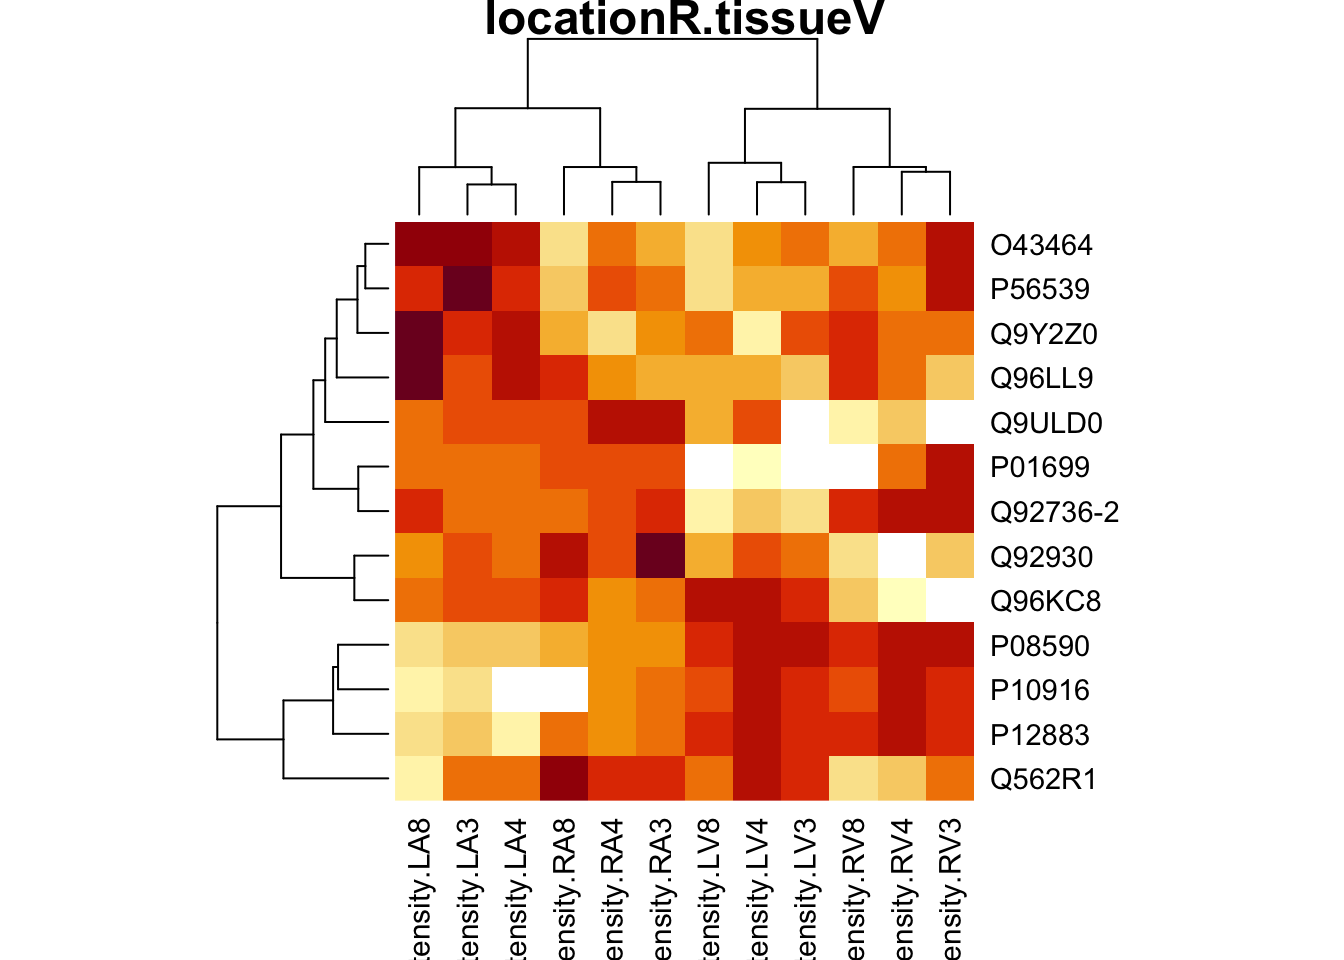 locationR.tissueV
O43464
P56539
Q9Y2Z0
Q96LL9
Q9ULD0
P01699
Q92736-2
Q92930
Q96KC8
P08590
P10916
P12883
Q562R1
tensity.LA8
tensity.LA3
tensity.LA4
ensity.RA8
ensity.RA4
ensity.RA3
tensity.LV8
tensity.LV4
tensity.LV3
ensity.RV8
ensity.RV4
ensity.RV3